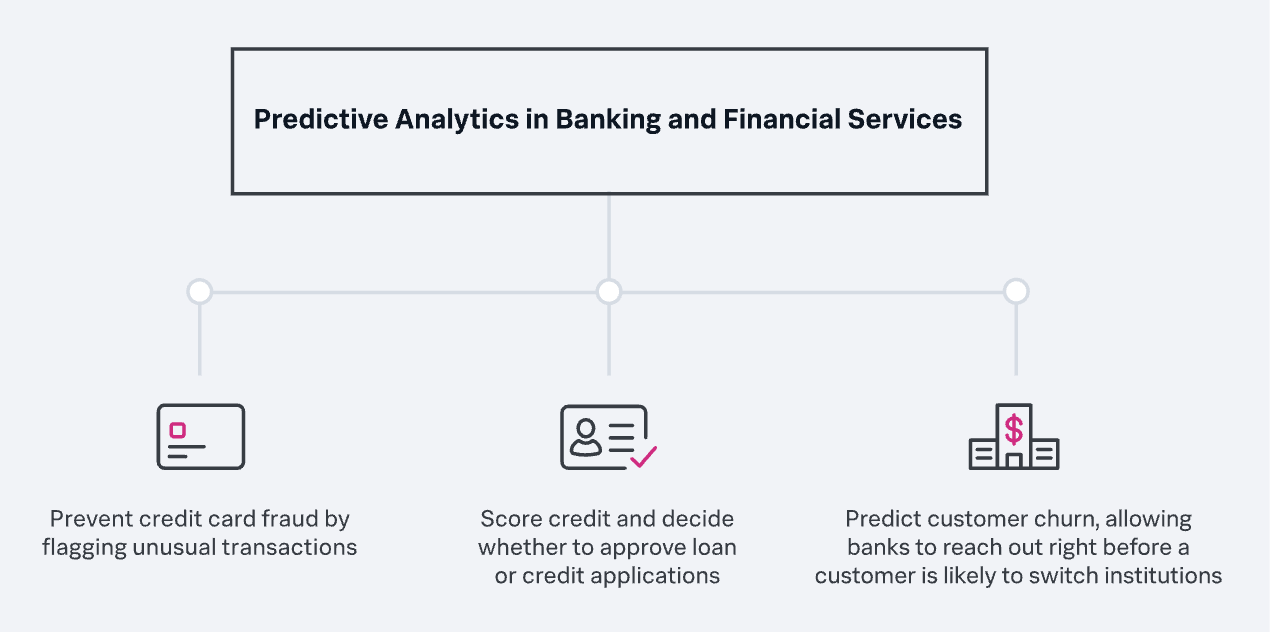 Predictive Analytics in Banking and Financial Services
Prevent credit card fraud by
flagging unusual transactions
Score credit and decide
whether to approve loan
or credit applications
$
Predict customer churn, allowing
banks to reach out right before a
customer is likely to switch institutions